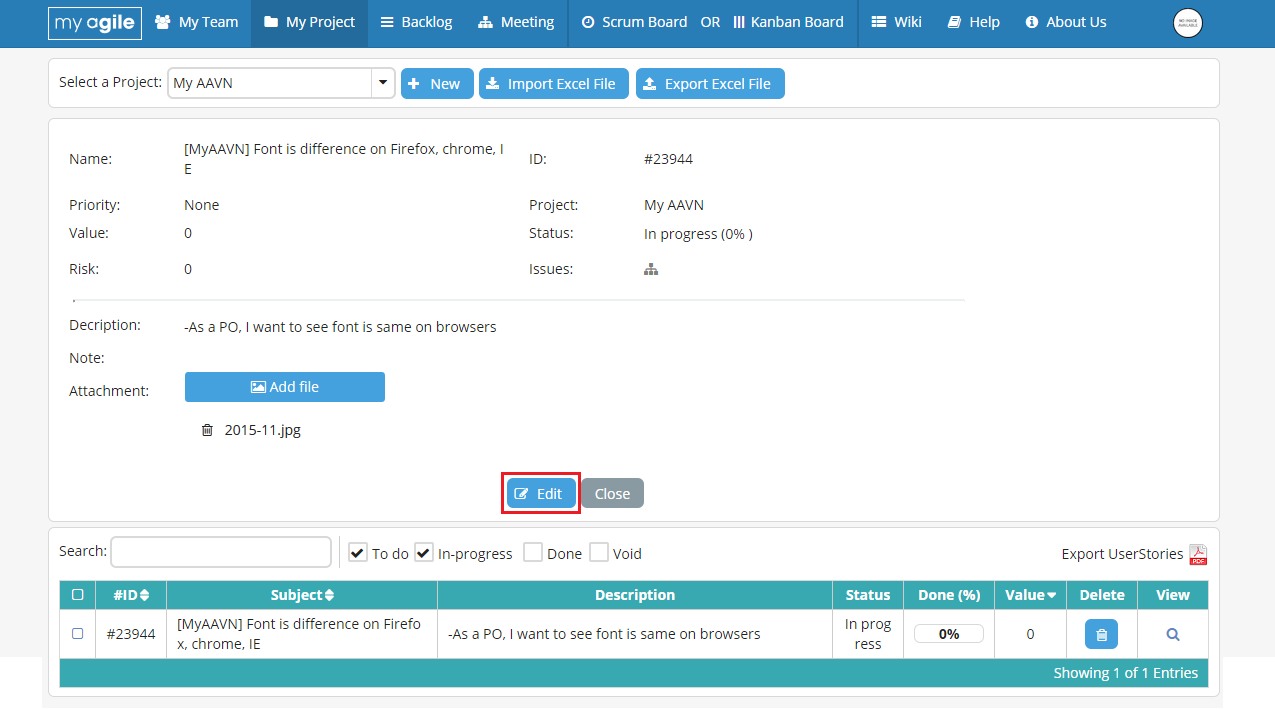 my agile My Team My Project Backlog Meeting Scrum Board OR Kanban Board Wiki Help About Us
Select a Project: My AAVN New Import Excel File Export Excel File
Name: [MyAAVN] Font is difference on Firefox, chrome, I
E
ID: #23944
Priority: None Project: My AAVN
Value: 0 Status: In progress (0% )
Risk: 0 Issues:
Decription: -As a PO, I want to see font is same on browsers
Note:
Attachment: Add file
2015-11.jpg
Edit Close
Search: To do In-progress Done Void Export UserStories PDF
#ID Subject Description Status Done (%) Value Delete View
#23944 [MyAAVN] Font is difference on Firefo
x, chrome, IE
-As a PO, I want to see font is same on browsers
In prog
ress
0% 0
Showing 1 of 1 Entries